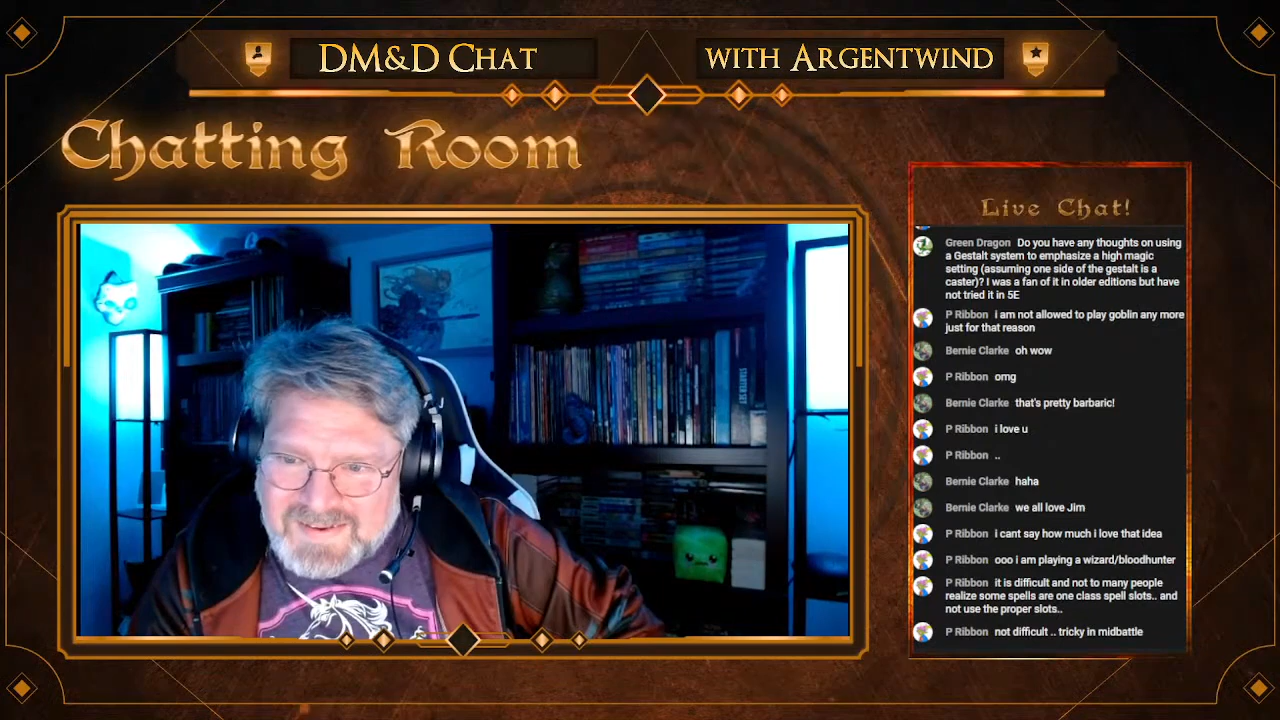 DM&D Chat
with Argentwind
Chatting Room
Live Chat!
Green Dragon Do you have any thoughts on using
a Gestalt system to emphasize a high magic
setting (assuming one side of the gestalt is a
caster)? I was a fan of it in older editions but have
not tried it in 5E
P Ribbon i am not allowed to play goblin any more
just for that reason
Bernie Clarke oh wow
P Ribbon omg
Bernie Clarke that's pretty barbaric!
P Ribbon i love u
P Ribbon ..
Bernie Clarke haha
Bernie Clarke we all love Jim
P Ribbon i cant say how much i love that idea
P Ribbon ooo i am playing a wizard/bloodhunter
P Ribbon it is difficult and not to many people
realize some spells are one class spell slots.. and
not use the proper slots..
P Ribbon not difficult .. tricky in midbattle
STARTER SET